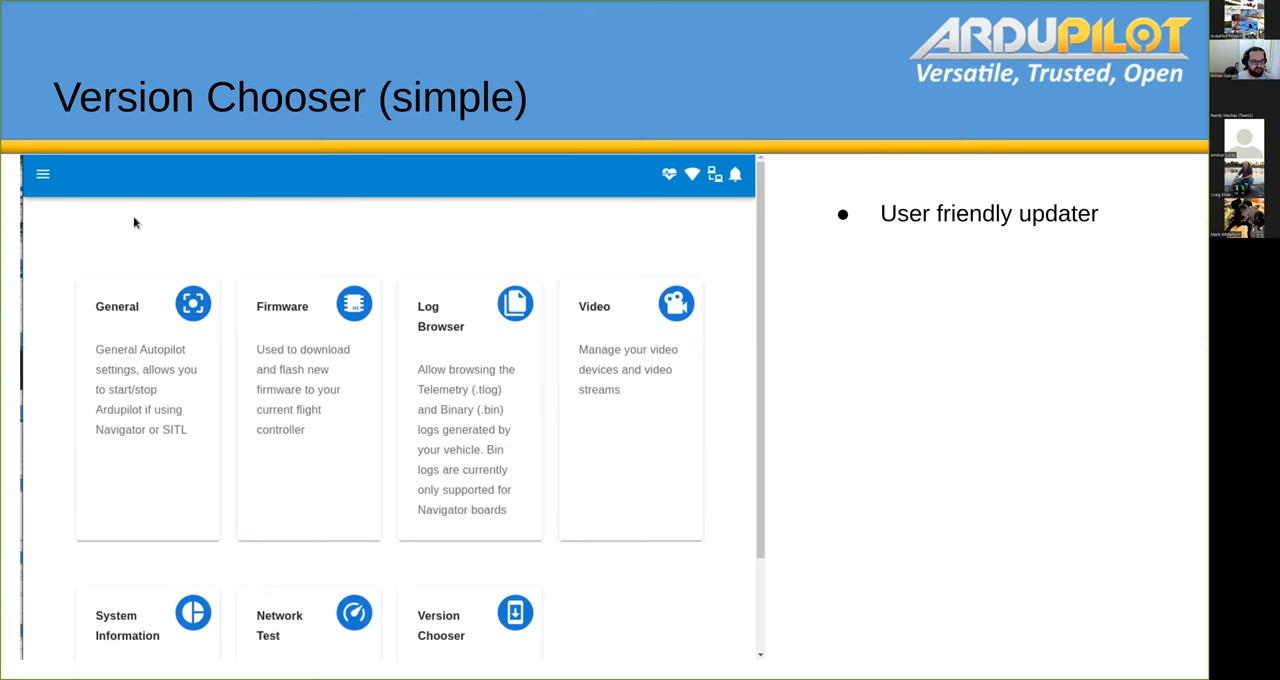 ARDUPILOT
Versatile, Trusted, Open
Version Chooser (simple)
User friendly updater
General
General Autopilot
settings, allows you
to start/stop
Ardupilot if using
Navigator or SITL
Firmware
Used to download
and flash new
firmware to your
current flight
controller
Log
Browser
Allow browsing the
Telemetry (.tlog)
and Binary (.bin)
logs generated by
your vehicle. Bin
logs are currently
only supported for
Navigator boards
Video
Manage your video
devices and video
streams
System
Information
Network
Test
Version
Chooser